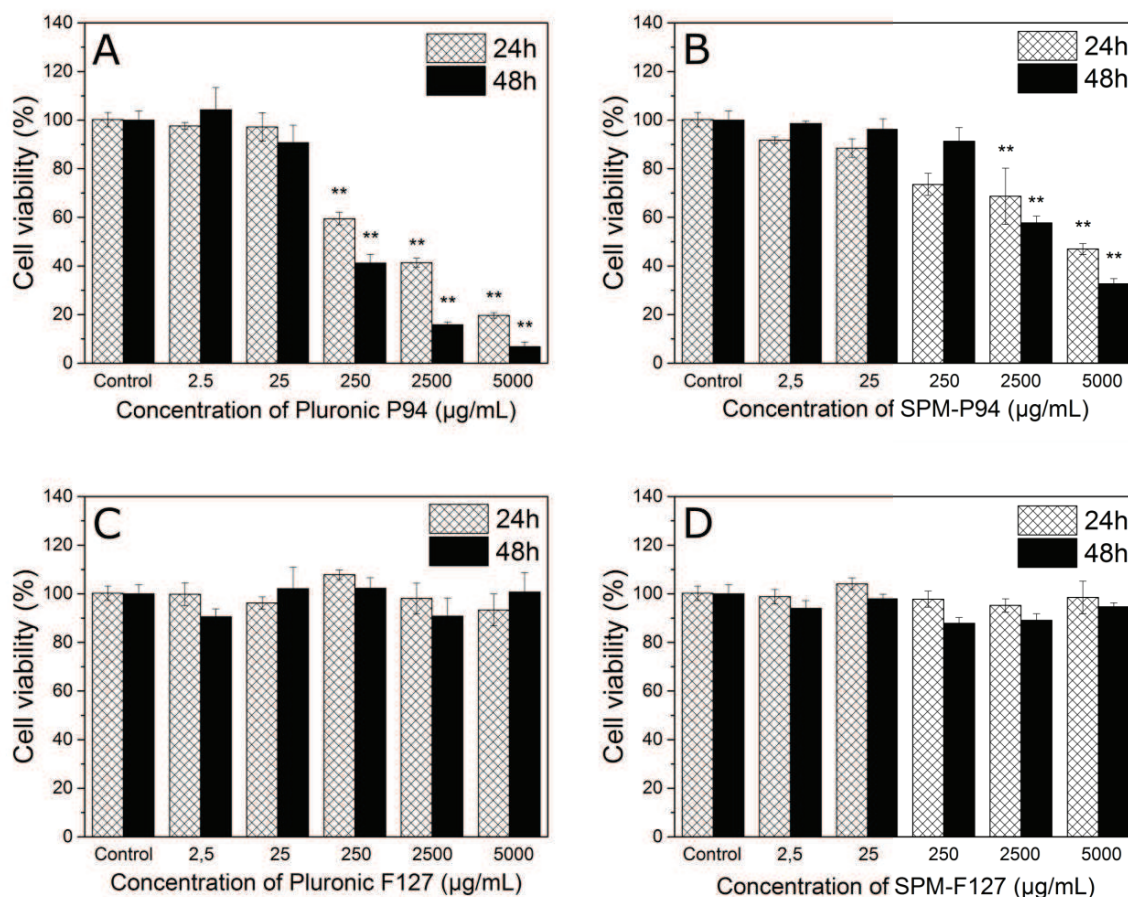 A
24h
48h
Cell viability (%)
140
120
100
80
60
40
20
0
** ** ** ** ** **
Control 2.5 25 250 2500 5000
Concentration of Pluronic P94 (µg/mL)
B
24h
48h
Cell viability (%)
140
120
100
80
60
40
20
0
** ** ** **
Control 2,5 25 250 2500 5000
Concentration of SPM-P94 (µg/mL)
C
24h
48h
Cell viability (%)
140
120
100
80
60
40
20
0
Control 2,5 25 250 2500 5000
Concentration of Pluronic F127 (µg/mL)
D
24h
48h
Cell viability (%)
140
120
100
80
60
40
20
0
Control 2,5 25 250 2500 5000
Concentration of SPM-F127 (µg/mL)